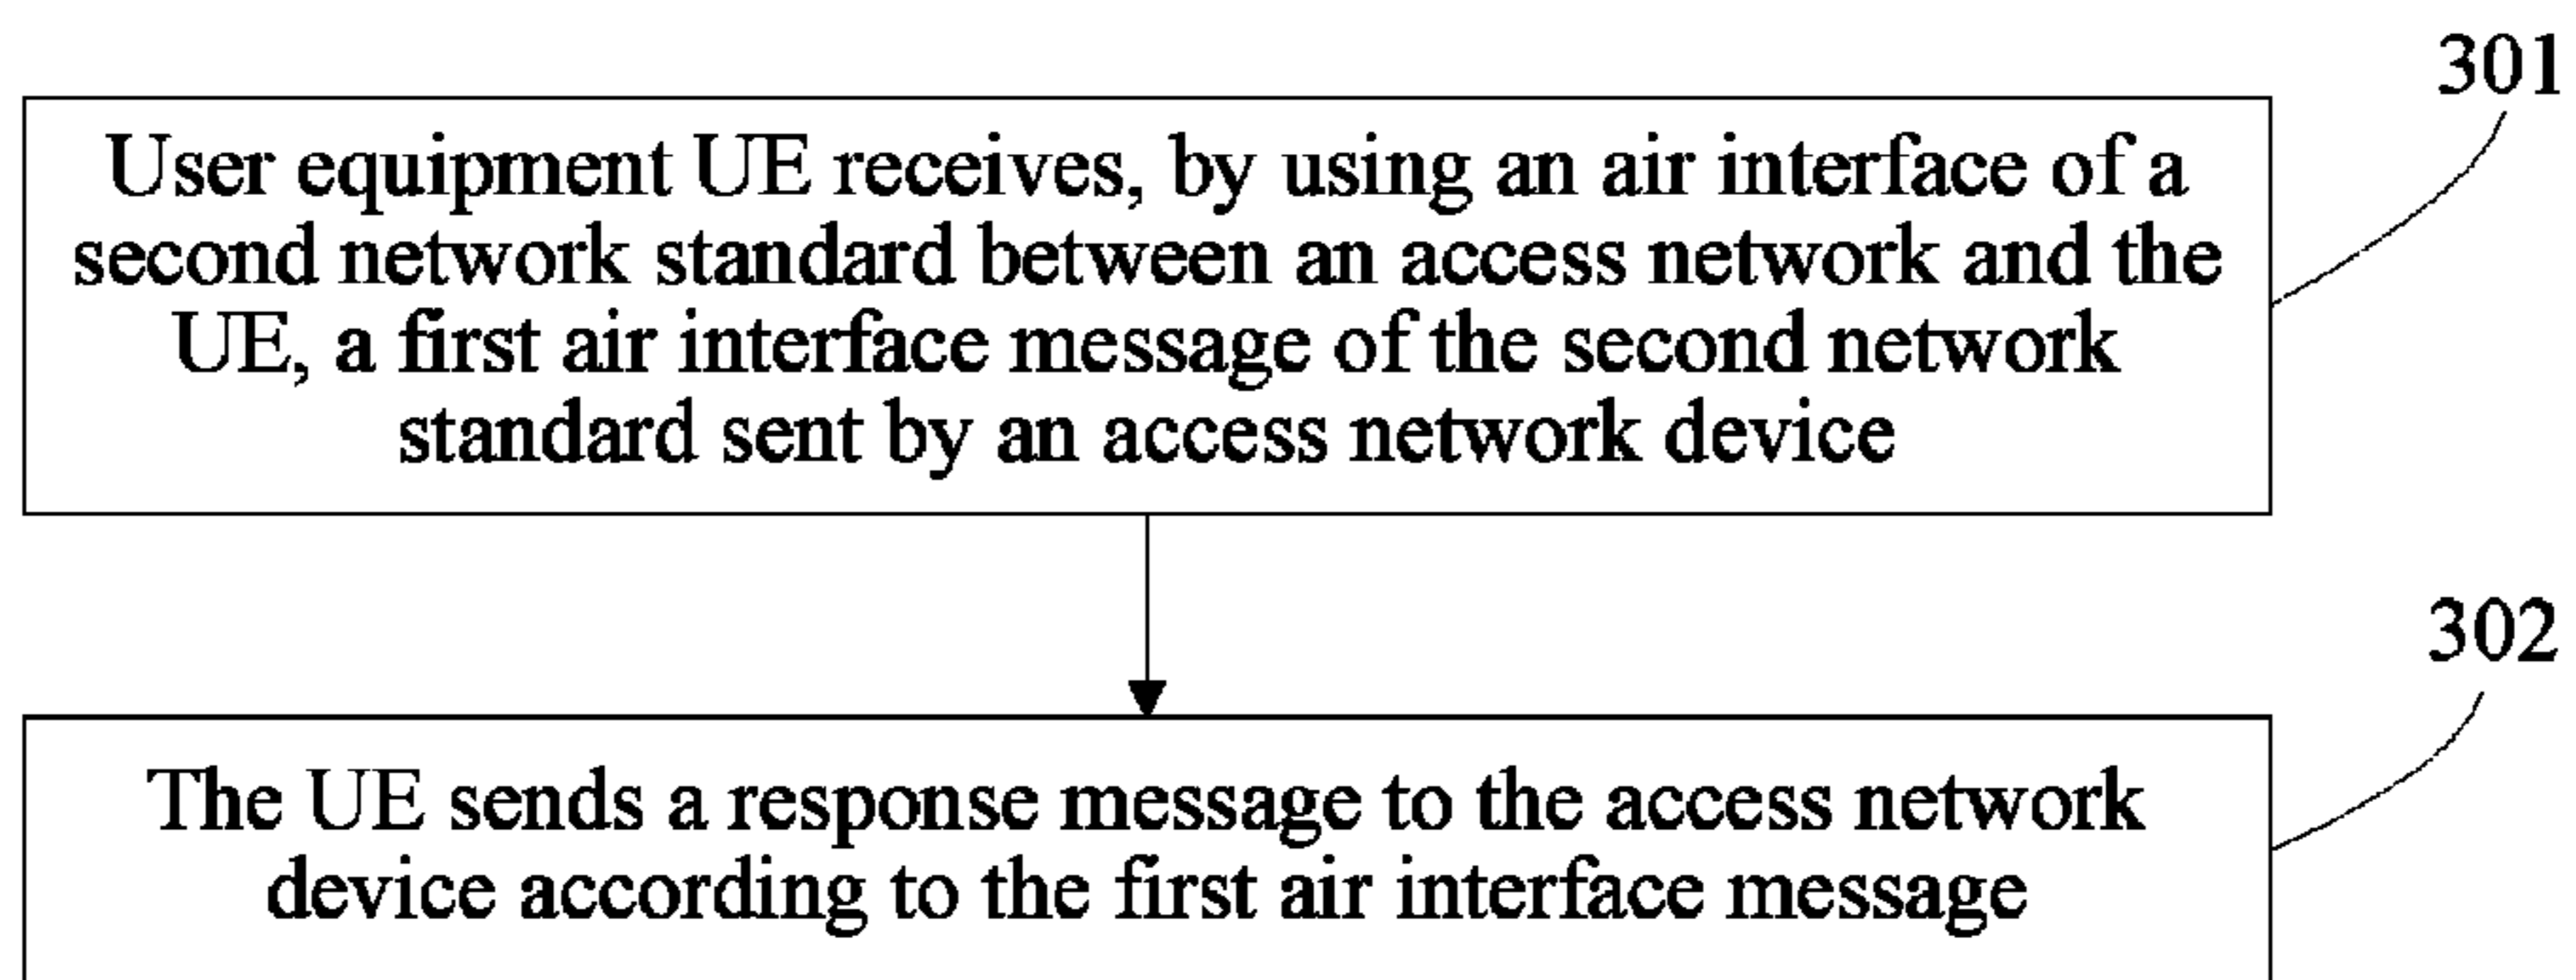 301
User equipment UE receives, by using an air interface of a
second network standard between an access network and the
UE, a first air interface message of the second network
standard sent by an access network device
302
The UE sends a response message to the access network
device according to the first air interface message